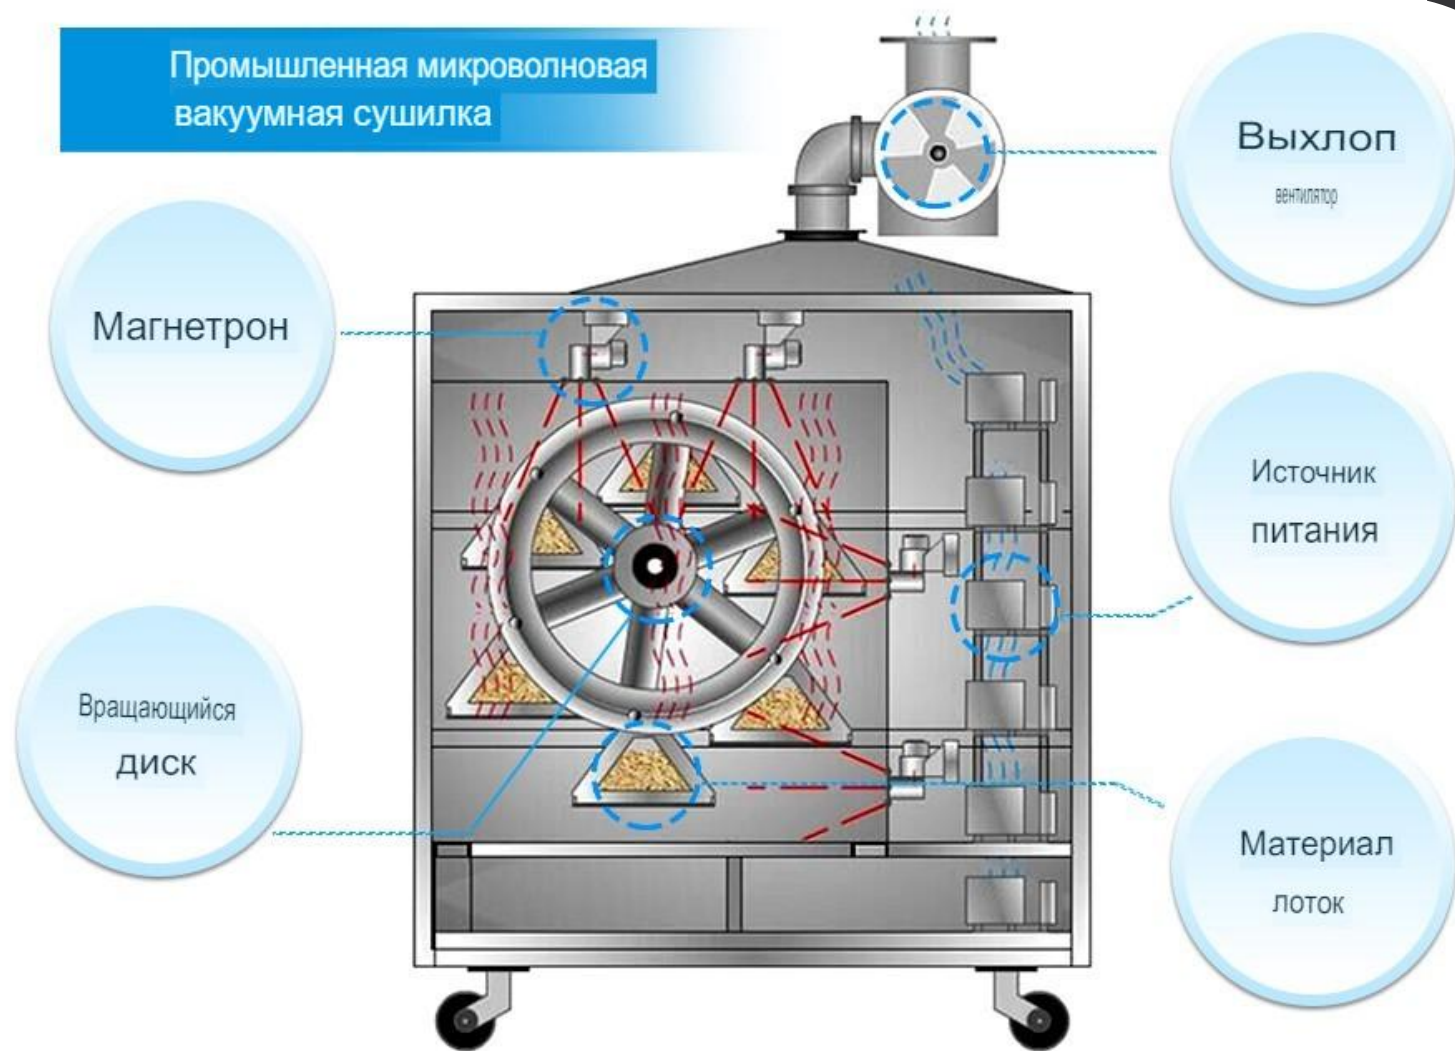 Промышленная микроволновая
вакуумная сушилка
Выхлоп
вентилятор
Магнетрон
Источник
питания
Вращающийся
диск
Материал
лоток